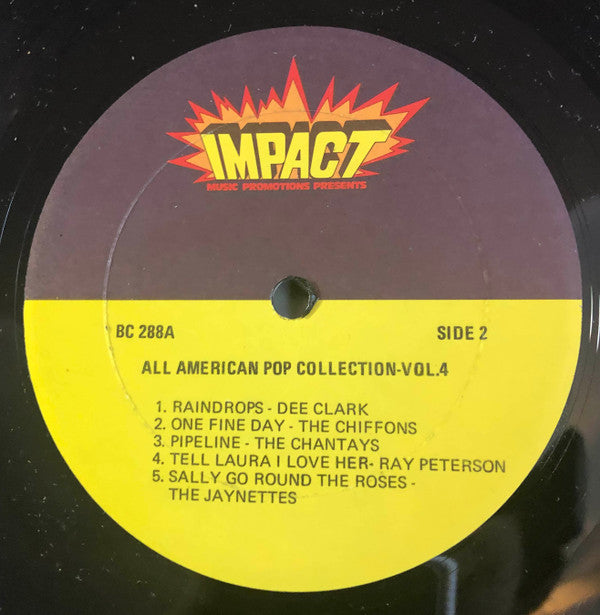 IMPACT
MUSIC PROMOTIONS PRESENTS
BC 288A
SIDE 2
ALL AMERICAN POP COLLECTION-VOL.4
1. RAINDROPS - DEE CLARK
2. ONE FINE DAY - THE CHIFFONS
3. PIPELINE - THE CHANTAYS
4. TELL LAURA I LOVE HER- RAY PETERSON
5. SALLY GO ROUND THE ROSES -
THE JAYNETTES